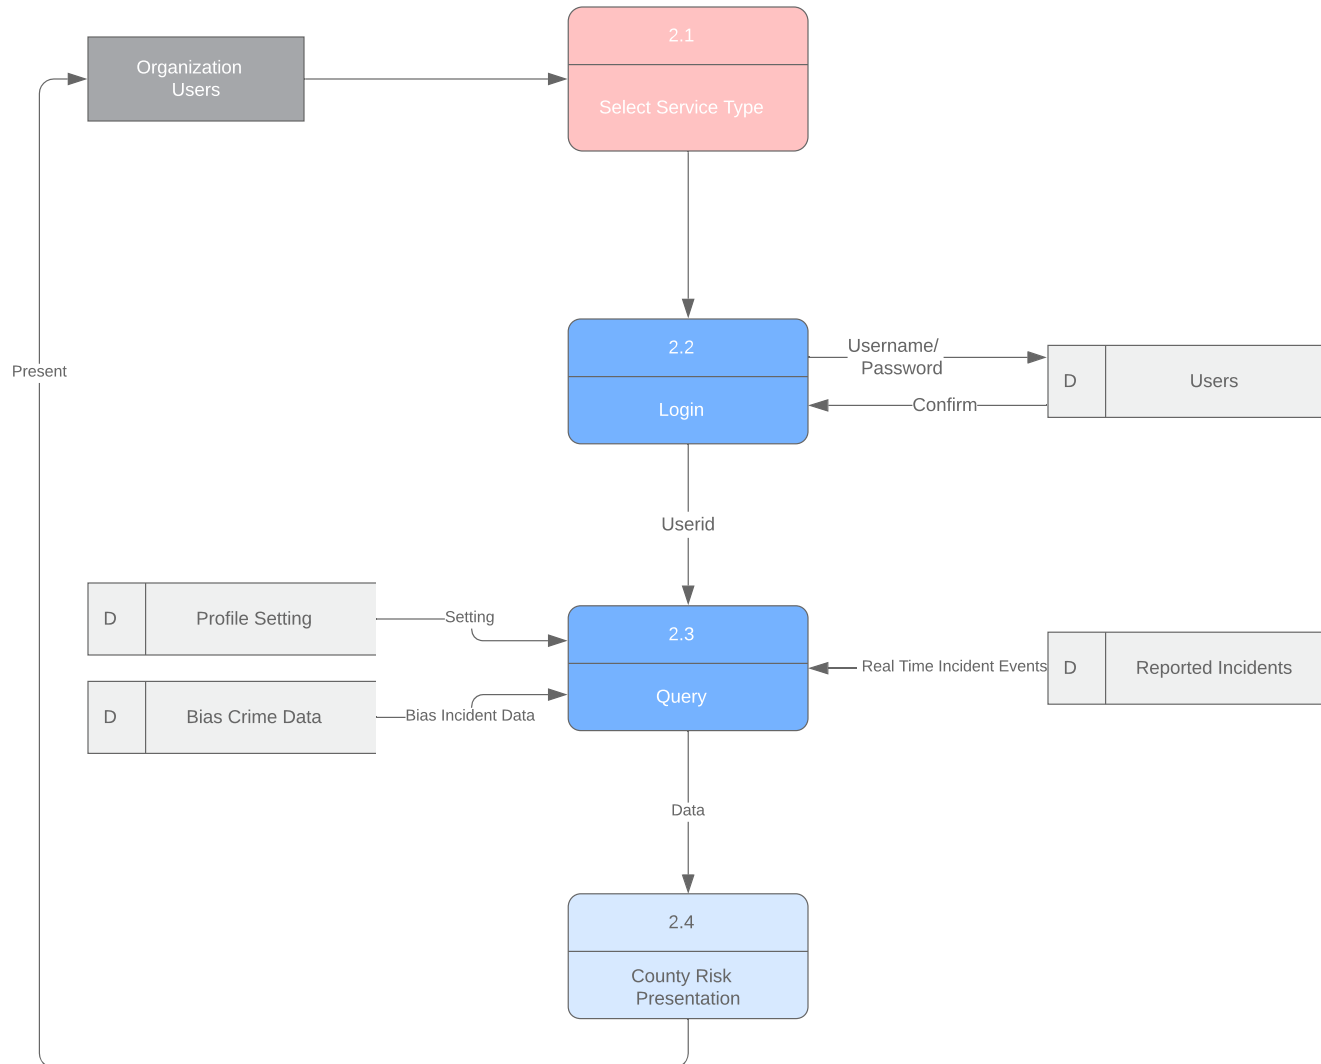 2.1
Organization
Users
Select Service Type
2.2
Username/
Password
Present
D
Users
Login
Confirm
Userid
D
Profile Setting
Setting
2.3
Real Time Incident Events
D
Reported Incidents
Query
D
Bias Crime Data
Bias Incident Data
Data
2.4
County Risk
Presentation